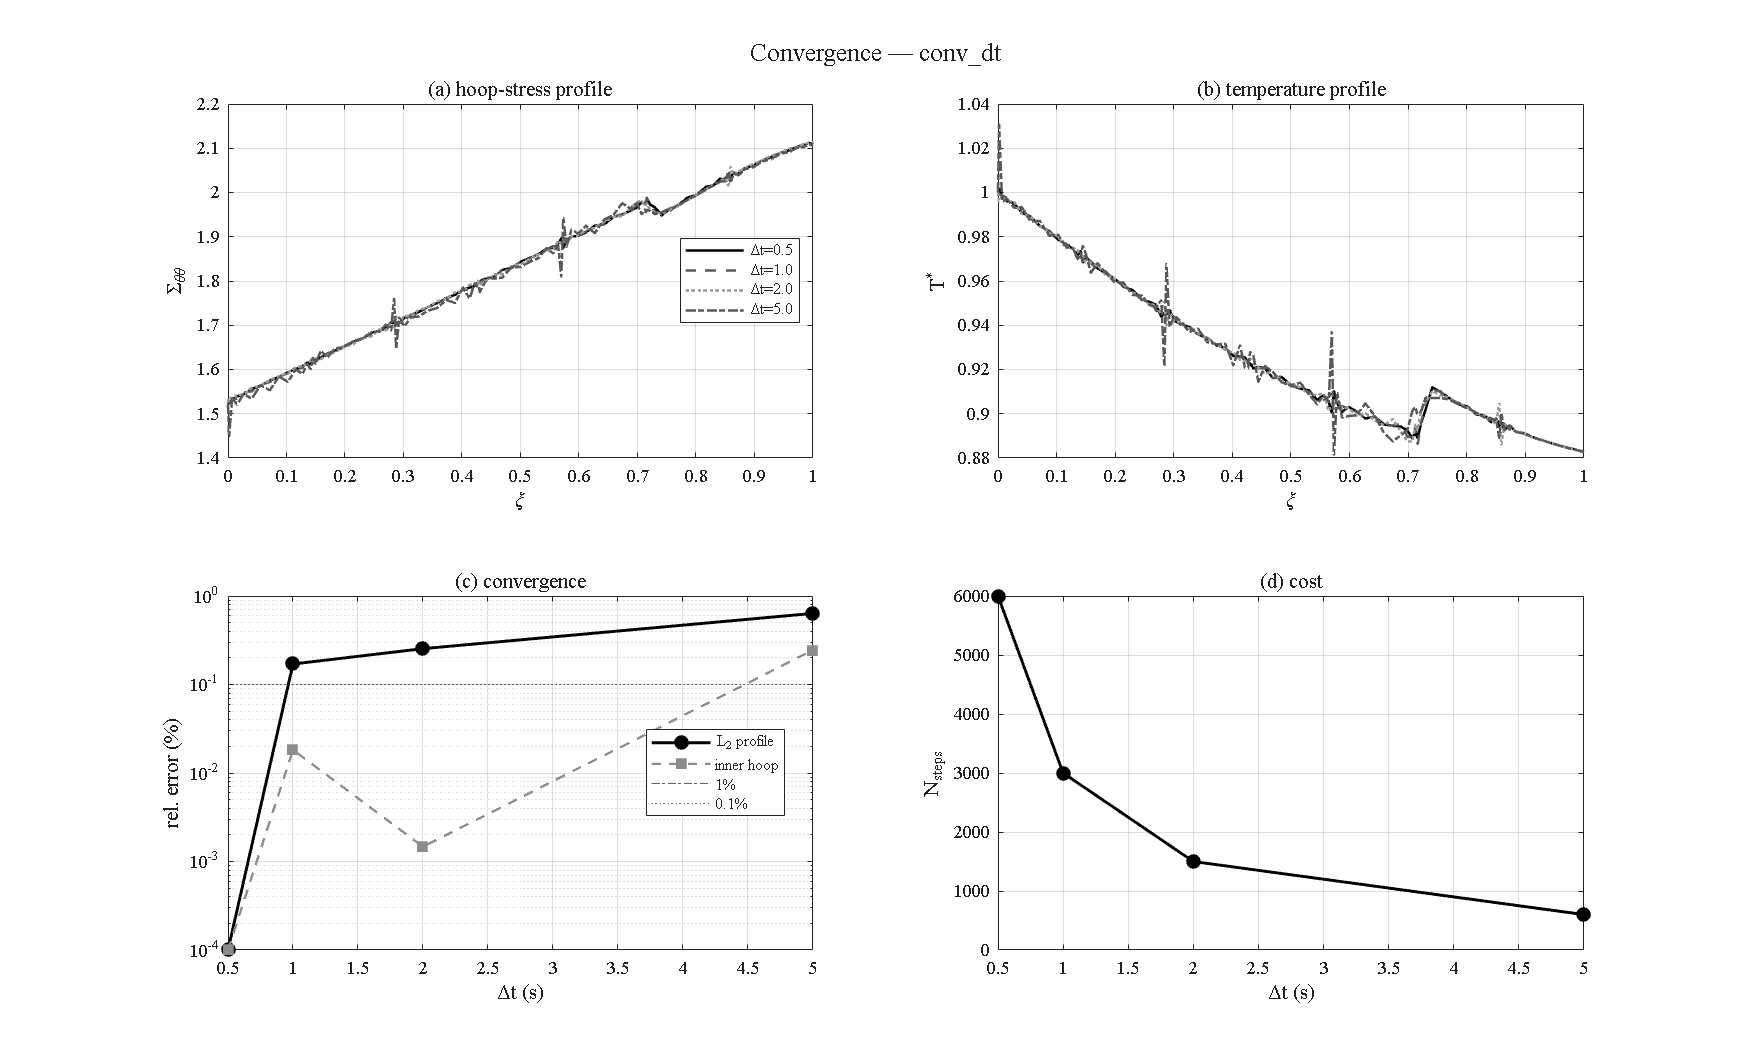 Convergence — conv_dt
(a) hoop-stress profile
2.2
2.1
2
1.9
1.8
1.7
1.6
1.5
1.4
Σθθ
0 0.1 0.2 0.3 0.4 0.5 0.6 0.7 0.8 0.9 1
ξ
Δt=0.5
Δt=1.0
Δt=2.0
Δt=5.0
(b) temperature profile
1.04
1.02
1
0.98
0.96
0.94
0.92
0.9
0.88
T*
0 0.1 0.2 0.3 0.4 0.5 0.6 0.7 0.8 0.9 1
ξ
(c) convergence
10^0
10^-1
10^-2
10^-3
10^-4
rel. error (%)
0.5 1 1.5 2 2.5 3 3.5 4 4.5 5
Δt (s)
L2 profile
inner hoop
1%
0.1%
(d) cost
6000
5000
4000
3000
2000
1000
0
Nsteps
0.5 1 1.5 2 2.5 3 3.5 4 4.5 5
Δt (s)